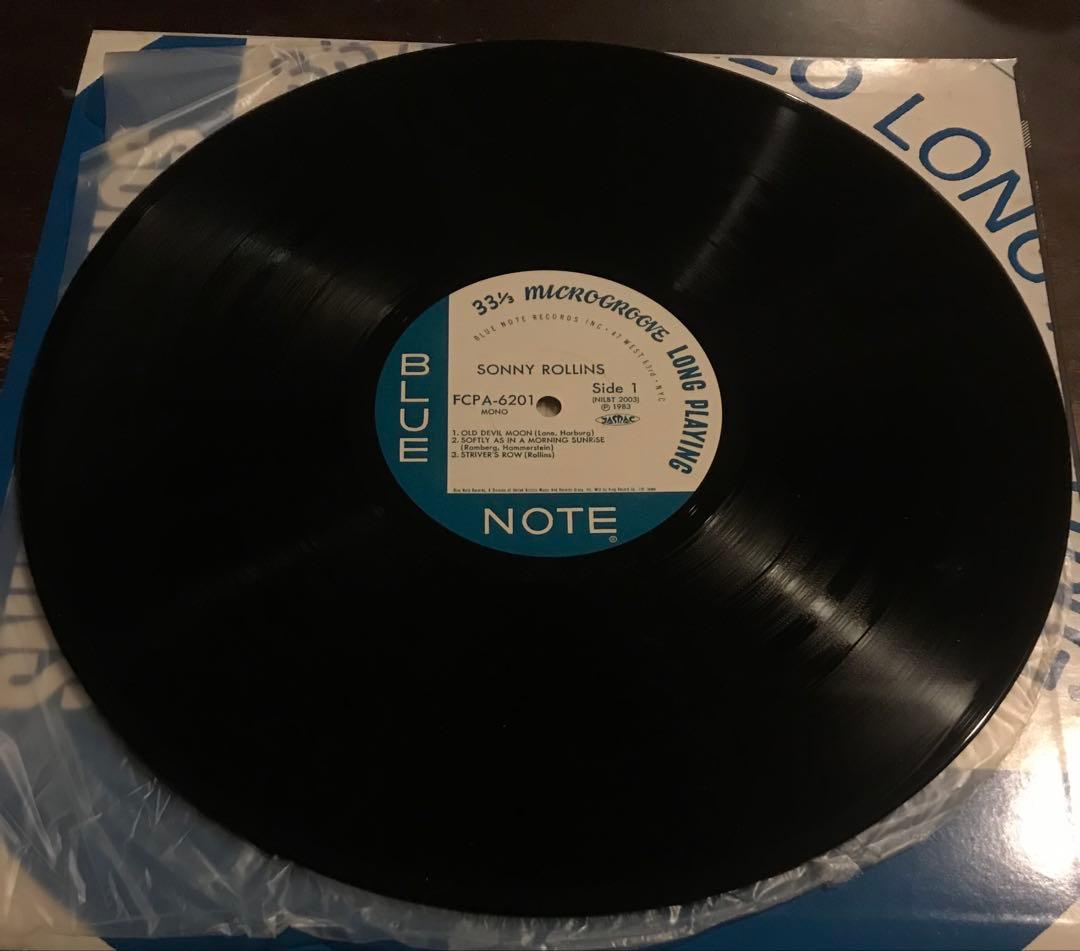 33⅓ MICROGROOVE LONG PLAYING
BLUE NOTE RECORDS INC • 47 WEST 63rd • NYC
SONNY ROLLINS
FCPA-6201
MONO
Side 1
(NILBT 2003)
Ⓟ 1983
JASRAC
1. OLD DEVIL MOON (Lane, Harburg)
2. SOFTLY AS IN A MORNING SUNRISE
(Romberg, Hammerstein)
3. STRIVER'S ROW (Rollins)
BLUE
NOTE
®
LONG